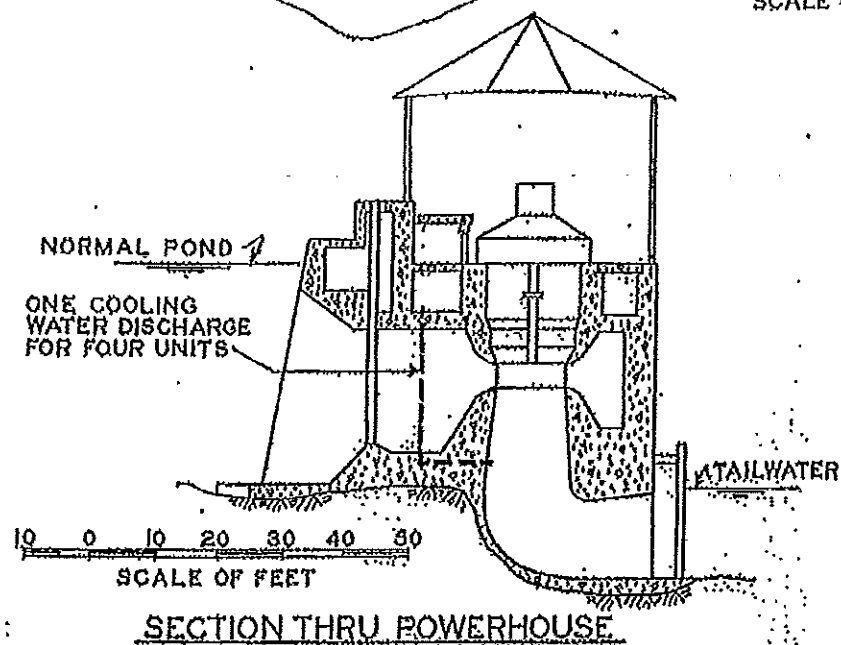 SCALE
NORMAL POND
ONE COOLING
WATER DISCHARGE
FOR FOUR UNITS
TAILWATER
10 0 10 20 30 40 50
SCALE OF FEET
SECTION THRU POWERHOUSE